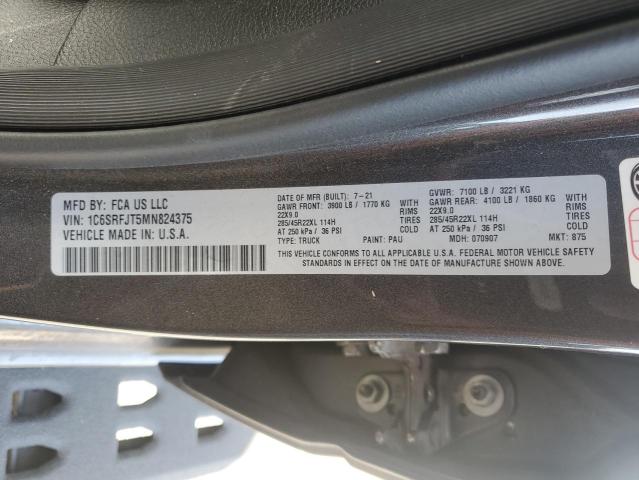 MFD BY: FCA US LLC
VIN: 1C6SRFJT5MN824375
VEHICLE MADE IN: U.S.A.
DATE OF MFR (BUILT): 7-21 GVWR: 7100 LB / 3221 KG
GAWR FRONT: 3900 LB / 1770 KG WITH GAWR REAR: 4100 LB / 1860 KG WITH
22X9.0 TIRES 22X9.0 TIRES
285/45R22XL 114H RIMS 285/45R22XL 114H RIMS
AT 250 kPa / 36 PSI AT 250 kPa / 36 PSI
TYPE: TRUCK PAINT: PAU MDH: 070907 MKT: 875
THIS VEHICLE CONFORMS TO ALL APPLICABLE U.S.A. FEDERAL MOTOR VEHICLE SAFETY
STANDARDS IN EFFECT ON THE DATE OF MANUFACTURE SHOWN ABOVE.